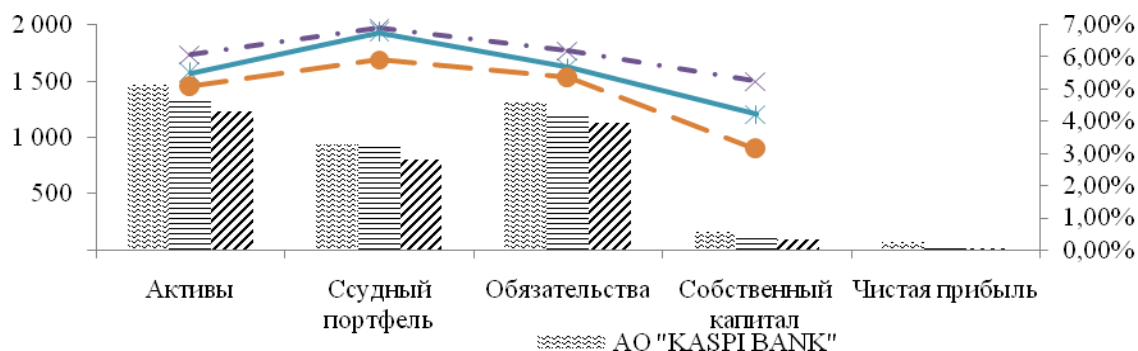 2 000
1 500
1 000
500
7,00%
6,00%
5,00%
4,00%
3,00%
2,00%
1,00%
0,00%
Активы
Ссудный
портфель
Обязательства
Собственный
капитал
Чистая прибыль
АО "KASPI BANK"